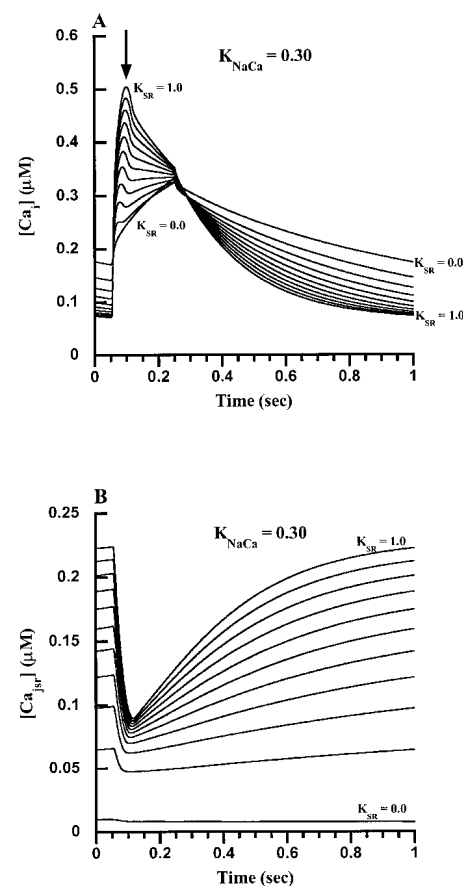 A
K_NaCa = 0.30
K_SR = 1.0
K_SR = 0.0
K_SR = 0.0
K_SR = 1.0
[Ca_i] (µM)
0.6
0.5
0.4
0.3
0.2
0.1
0
0 0.2 0.4 0.6 0.8 1
Time (sec)
B
K_NaCa = 0.30
K_SR = 1.0
K_SR = 0.0
[Ca_jsr] (µM)
0.25
0.2
0.15
0.1
0.05
0
0 0.2 0.4 0.6 0.8 1
Time (sec)